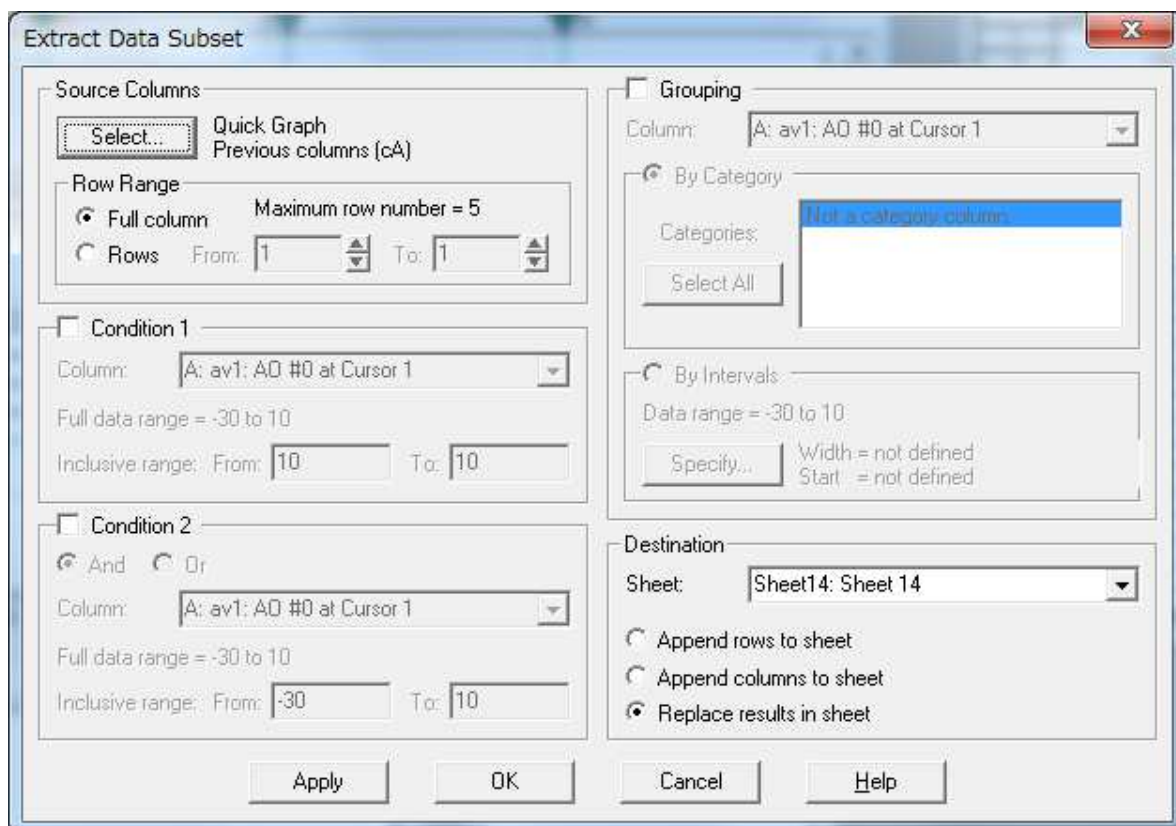 Extract Data Subset
Source Columns
Select...
Quick Graph
Previous columns (cA)
Row Range
Full column
Maximum row number = 5
Rows From: 1 To: 1
Condition 1
Column: A: av1: AO #0 at Cursor 1
Full data range = -30 to 10
Inclusive range: From: 10 To: 10
Condition 2
And Or
Column: A: av1: AO #0 at Cursor 1
Full data range = -30 to 10
Inclusive range: From: -30 To: 10
Grouping
Column: A: av1: AO #0 at Cursor 1
By Category
Categories:
Not a category column.
Select All
By Intervals
Data range = -30 to 10
Specify...
Width = not defined
Start = not defined
Destination
Sheet: Sheet14: Sheet 14
Append rows to sheet
Append columns to sheet
Replace results in sheet
Apply OK Cancel Help